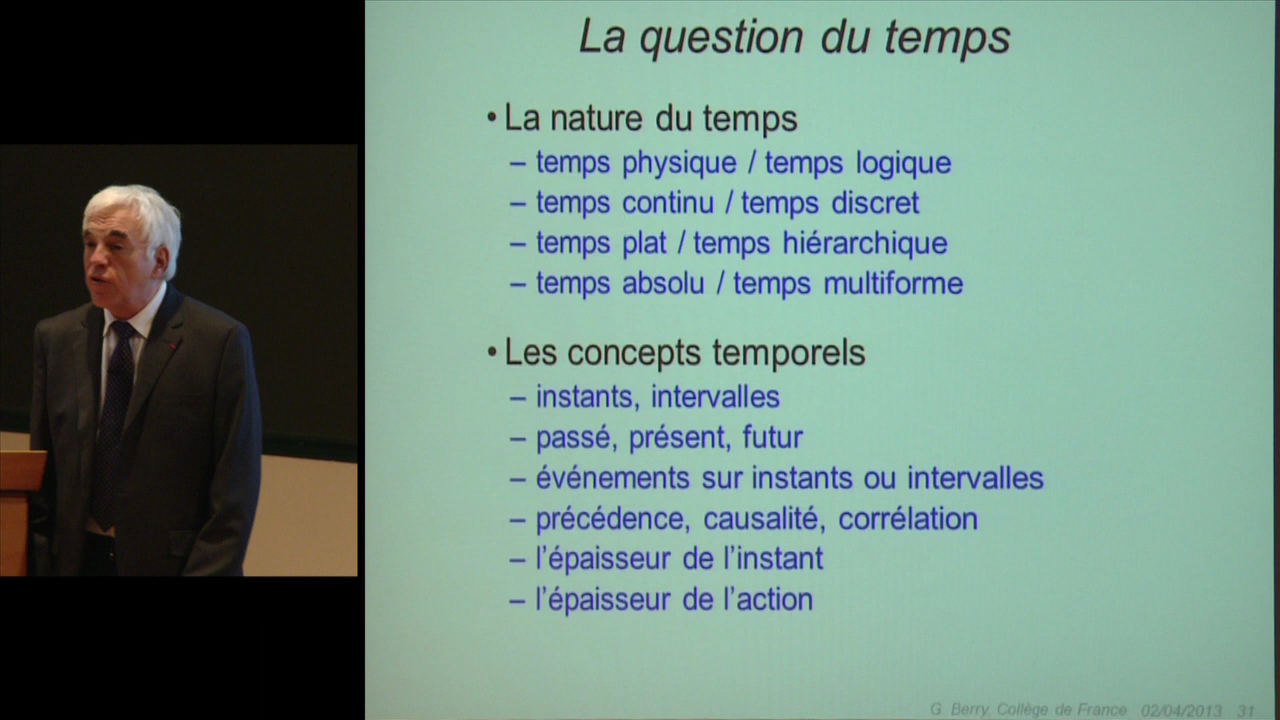 La question du temps
• La nature du temps
– temps physique / temps logique
– temps continu / temps discret
– temps plat / temps hiérarchique
– temps absolu / temps multiforme
• Les concepts temporels
– instants, intervalles
– passé, présent, futur
– événements sur instants ou intervalles
– précédence, causalité, corrélation
– l’épaisseur de l’instant
– l’épaisseur de l’action
G. Berry, Collège de France 02/04/2013 31